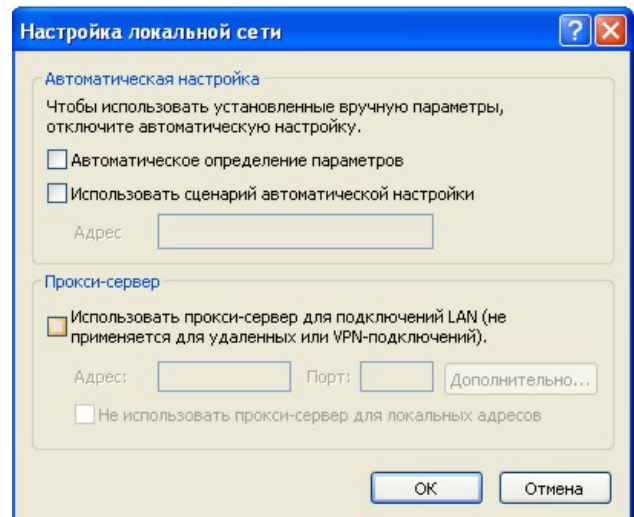 Настройка локальной сети
?
Автоматическая настройка
Чтобы использовать установленные вручную параметры,
отключите автоматическую настройку.
Автоматическое определение параметров
Использовать сценарий автоматической настройки
Адрес
Прокси-сервер
Использовать прокси-сервер для подключений LAN (не
применяется для удаленных или VPN-подключений).
Адрес: Порт: Дополнительно...
Не использовать прокси-сервер для локальных адресов
ОК Отмена